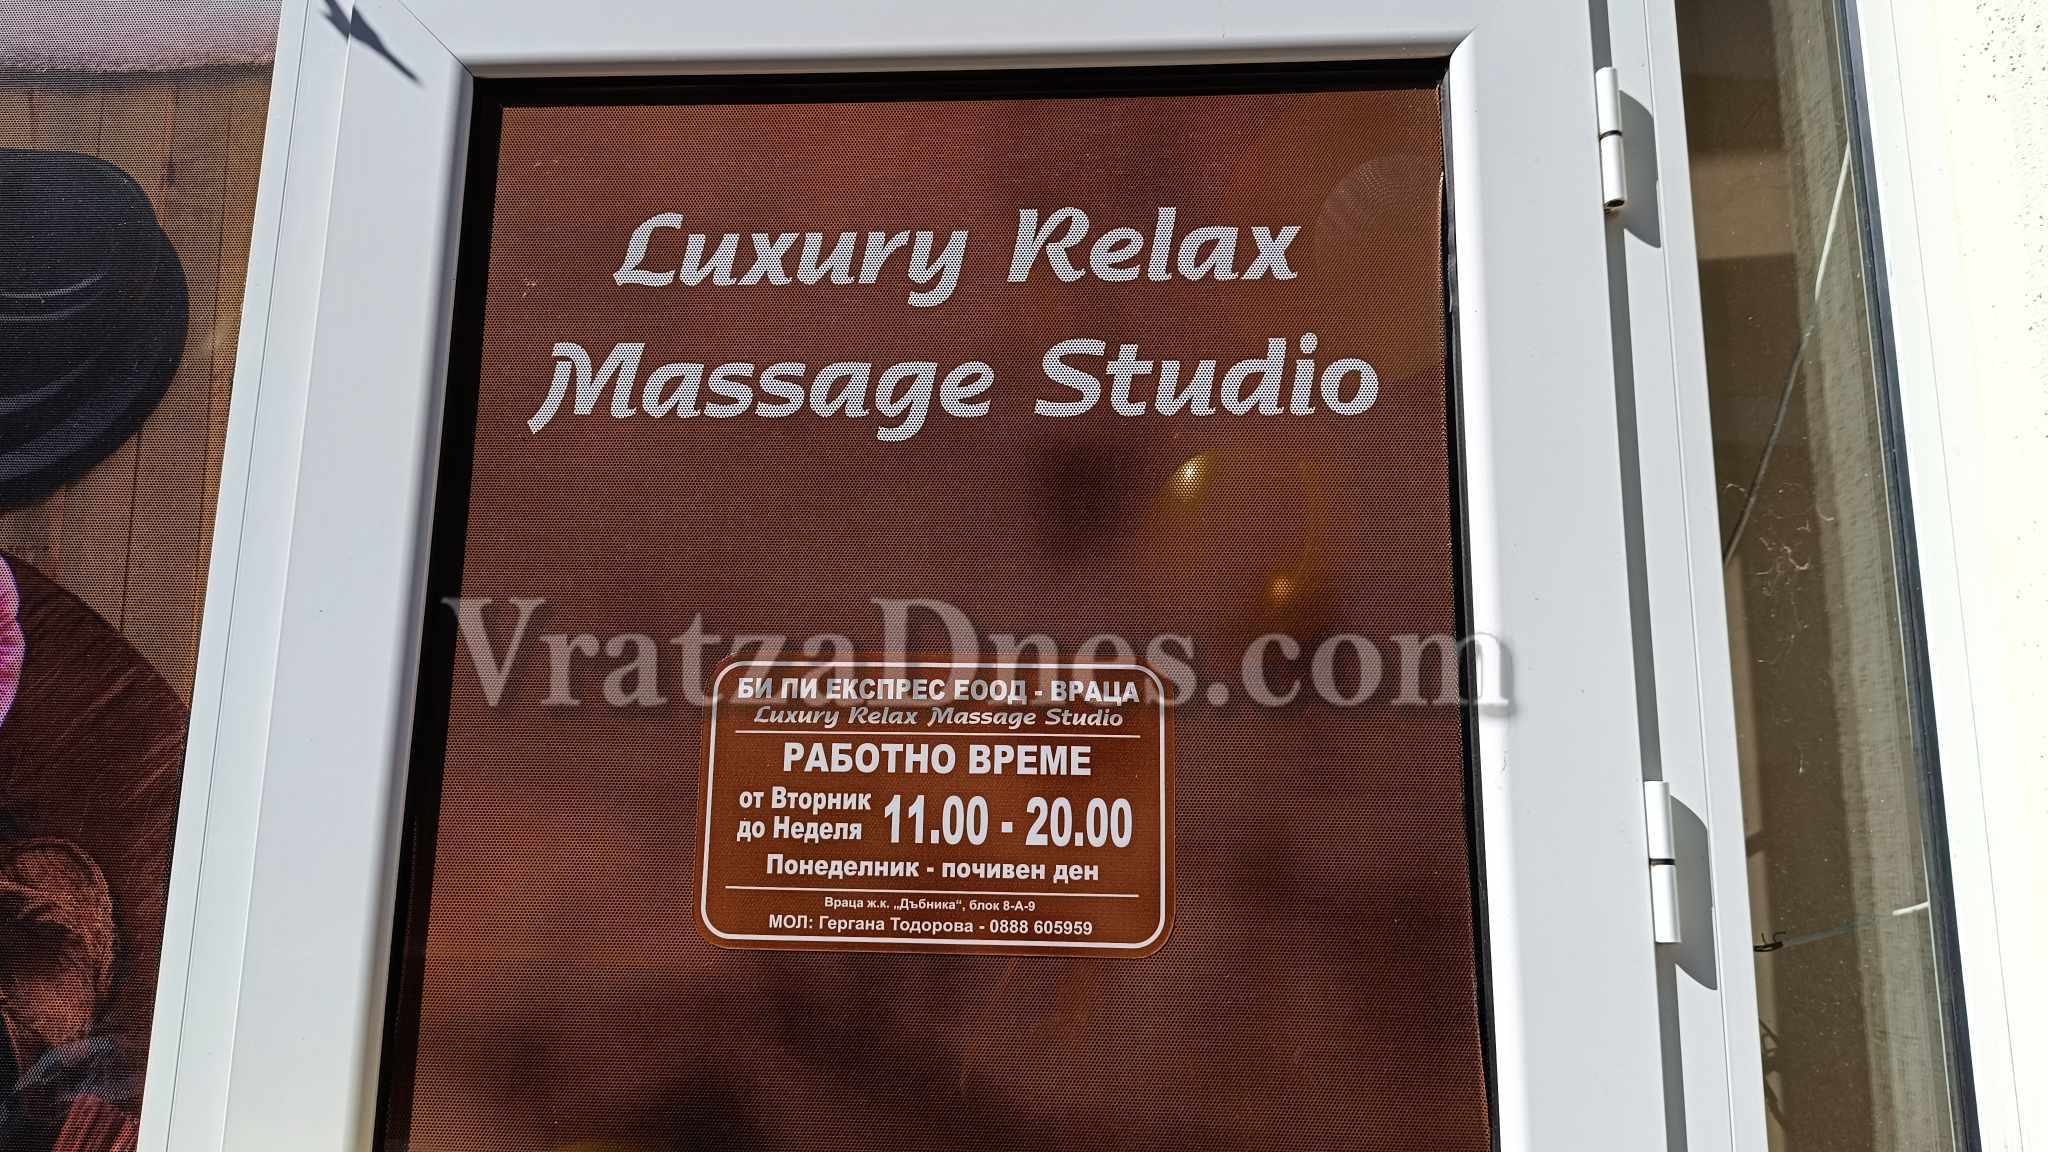 Luxury Relax
Massage Studio
VratzaDnes.com
БИ ПИ ЕКСПРЕС ЕООД - ВРАЦА
Luxury Relax Massage Studio
РАБОТНО ВРЕМЕ
от Вторник
до Неделя 11.00 - 20.00
Понеделник - почивен ден
Враца ж.к. „Дъбника“, блок 8-А-9
МОЛ: Гергана Тодорова - 0888 605959